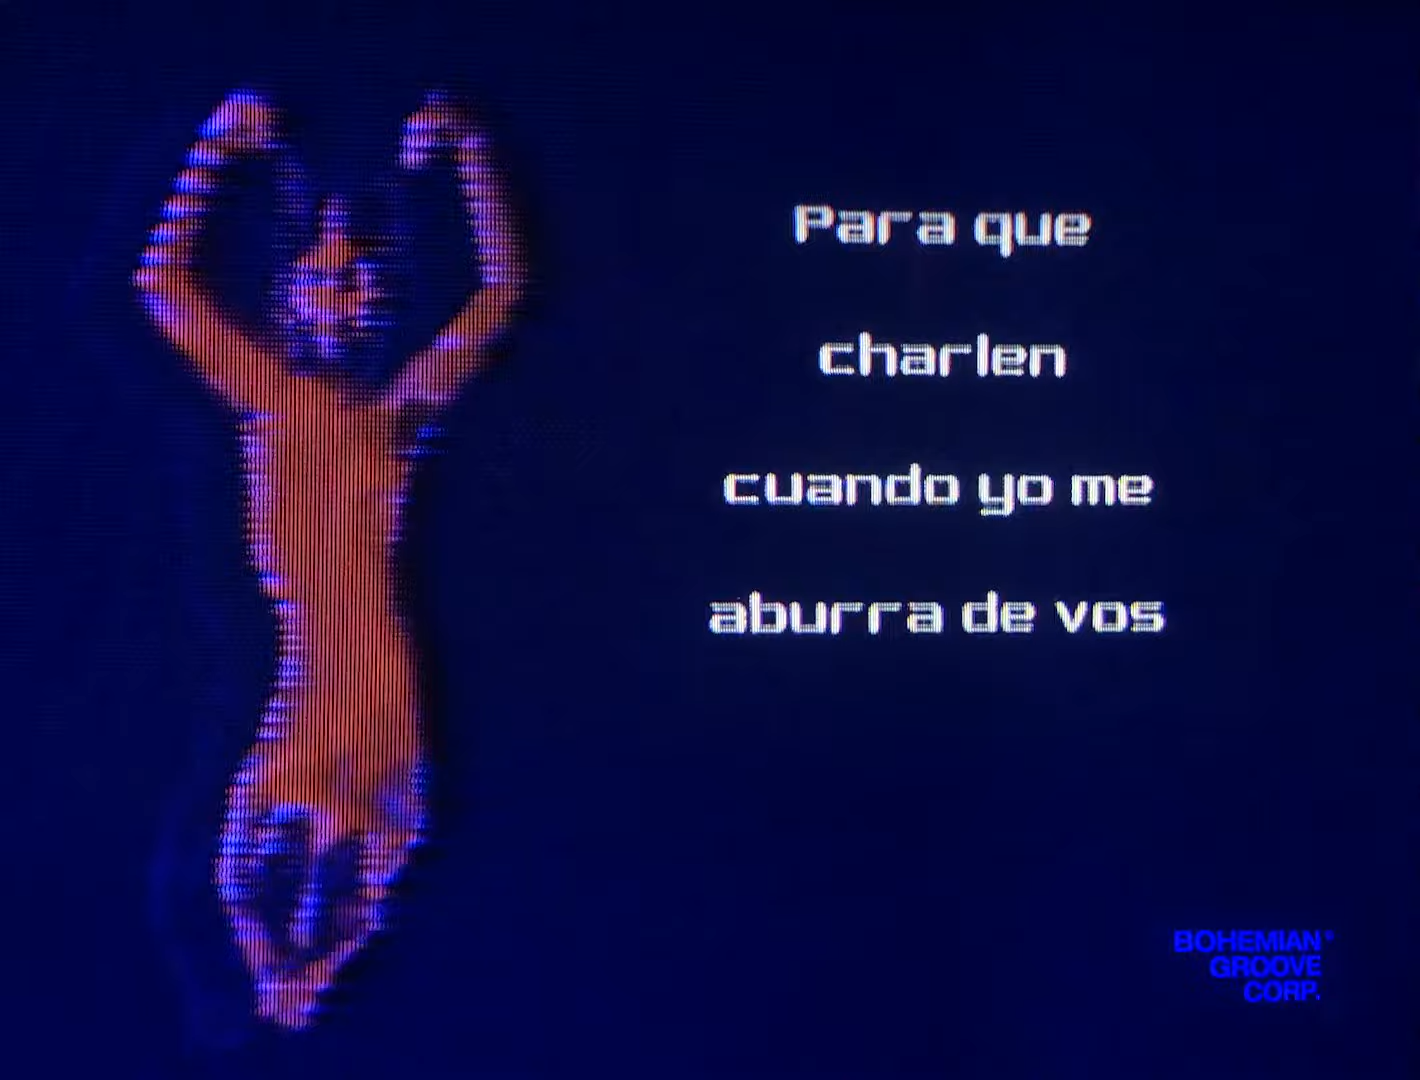 Para que
charlen
cuando yo me
aburra de vos
BOHEMIAN®
GROOVE
CORP.